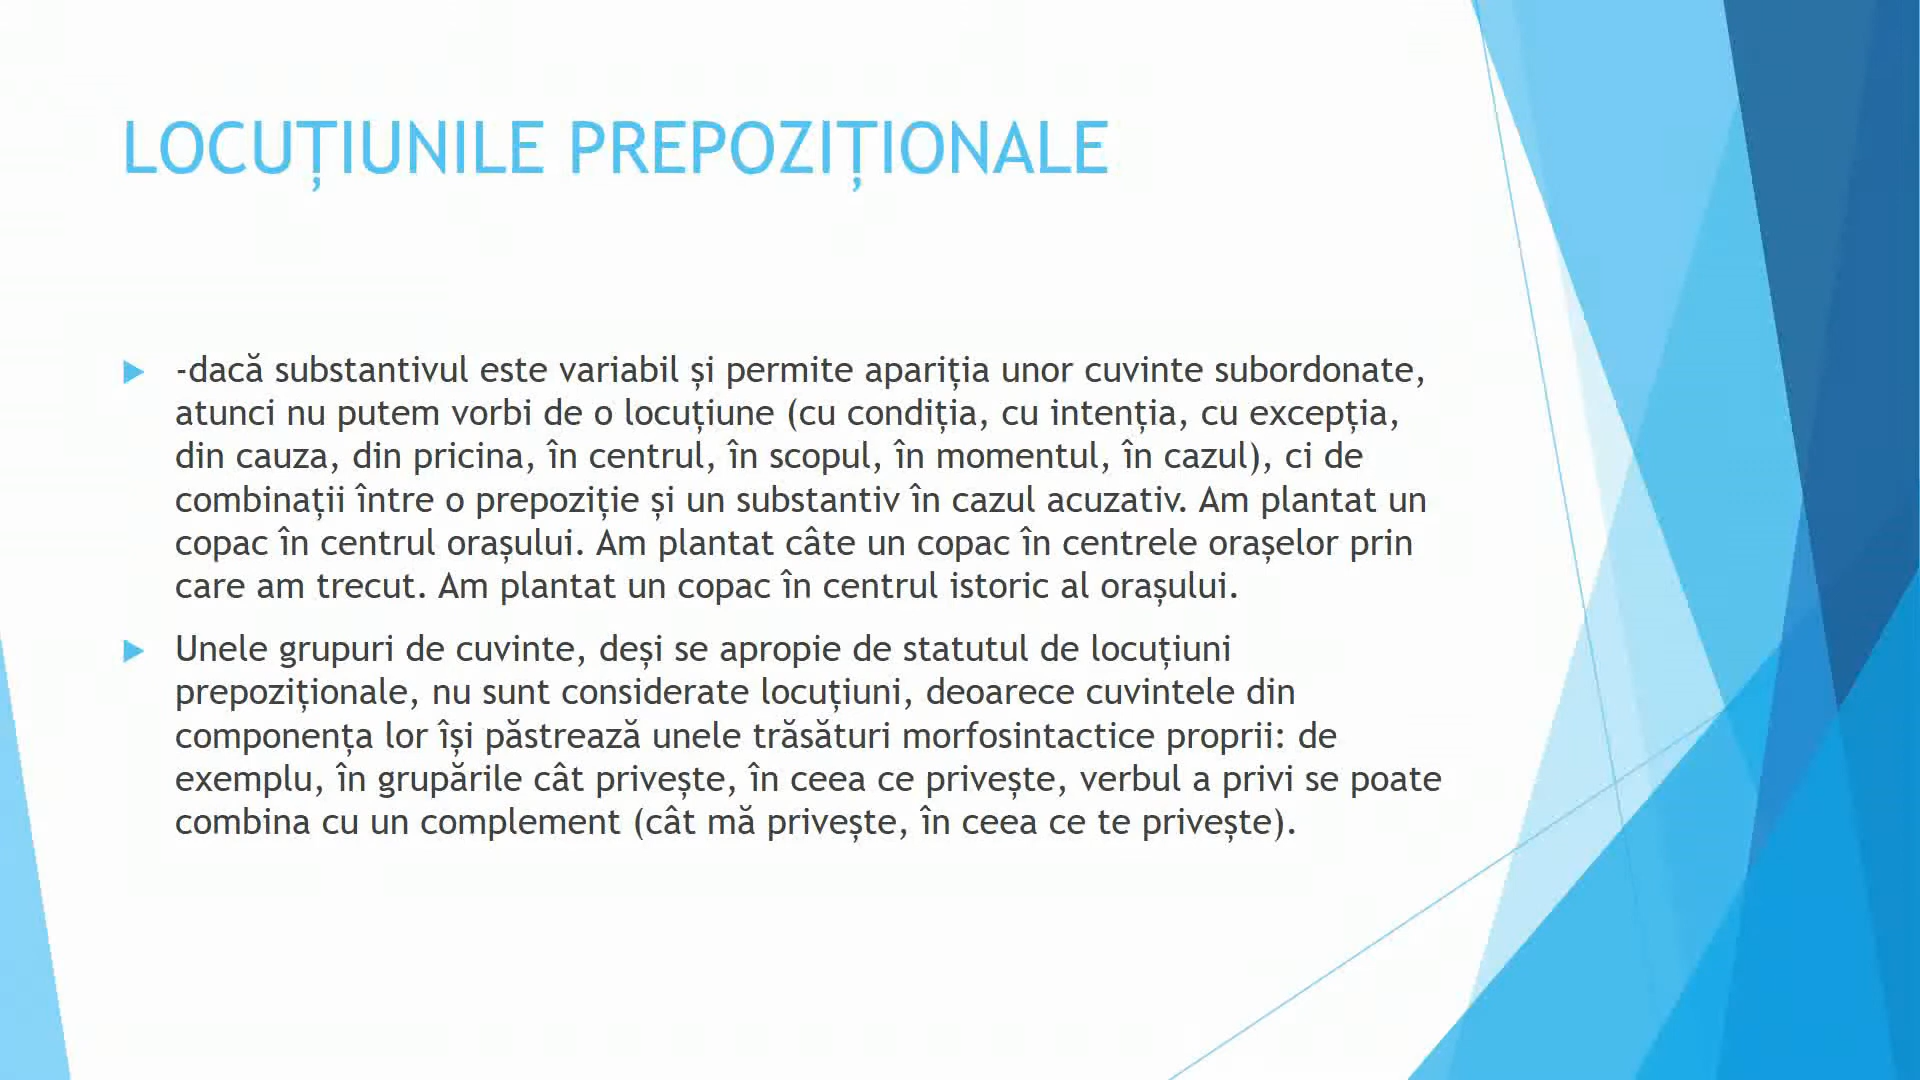 LOCUȚIUNILE PREPOZIȚIONALE
-dacă substantivul este variabil și permite apariția unor cuvinte subordonate,
atunci nu putem vorbi de o locuțiune (cu condiția, cu intenția, cu excepția,
din cauza, din pricina, în centrul, în scopul, în momentul, în cazul), ci de
combinații între o prepoziție și un substantiv în cazul acuzativ. Am plantat un
copac în centrul orașului. Am plantat câte un copac în centrele orașelor prin
care am trecut. Am plantat un copac în centrul istoric al orașului.
Unele grupuri de cuvinte, deși se apropie de statutul de locuțiuni
prepoziționale, nu sunt considerate locuțiuni, deoarece cuvintele din
componența lor își păstrează unele trăsături morfosintactice proprii: de
exemplu, în grupările cât privește, în ceea ce privește, verbul a privi se poate
combina cu un complement (cât mă privește, în ceea ce te privește).